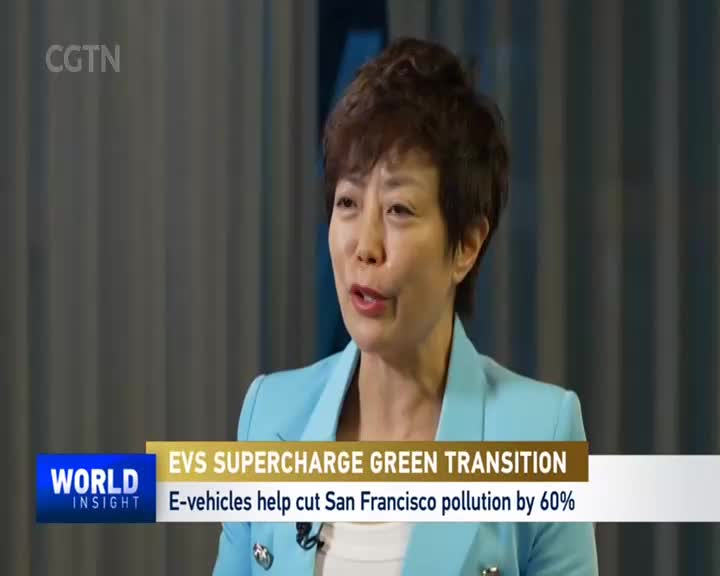 CGTN
EVS SUPERCHARGE GREEN TRANSITION
WORLD
INSIGHT
E-vehicles help cut San Francisco pollution by 60%